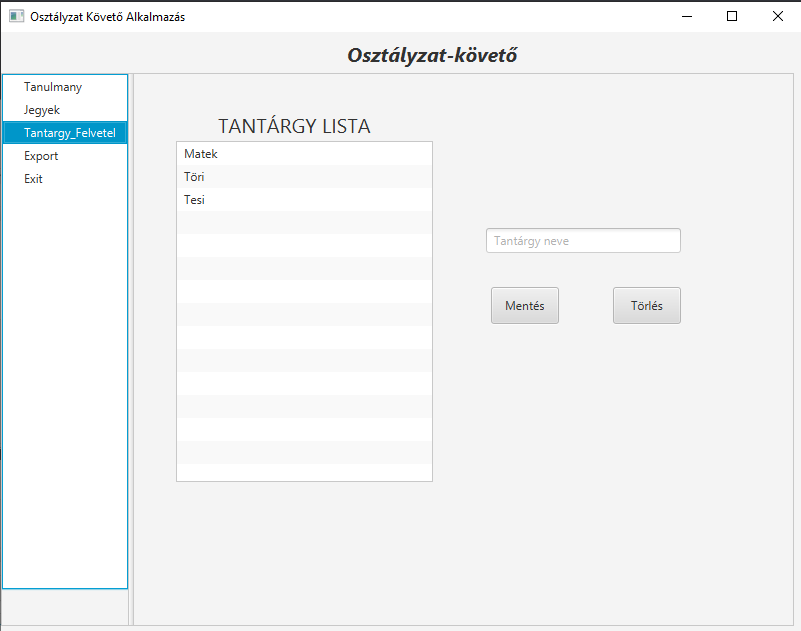 Osztályzat Követő Alkalmazás
Osztályzat-követő
Tanulmany
Jegyek
Tantargy_Felvetel
Export
Exit
TANTÁRGY LISTA
Matek
Töri
Tesi
Tantárgy neve
Mentés
Törlés